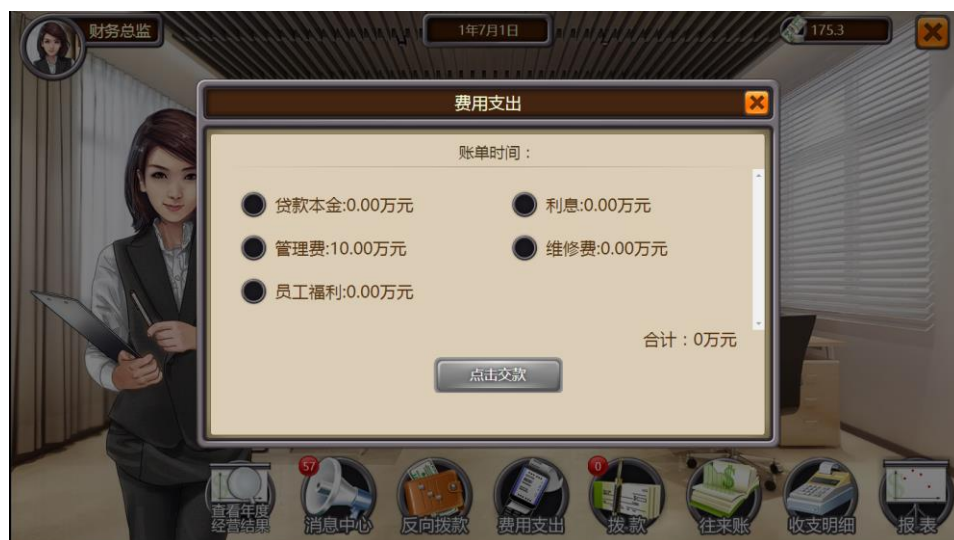 财务总监
1年7月1日
175.3
费用支出
账单时间：
贷款本金:0.00万元
利息:0.00万元
管理费:10.00万元
维修费:0.00万元
员工福利:0.00万元
合计：0万元
点击交款
57
0
查看年度
经营结果
消息中心
反向拨款
费用支出
拨款
往来账
收支明细
报表